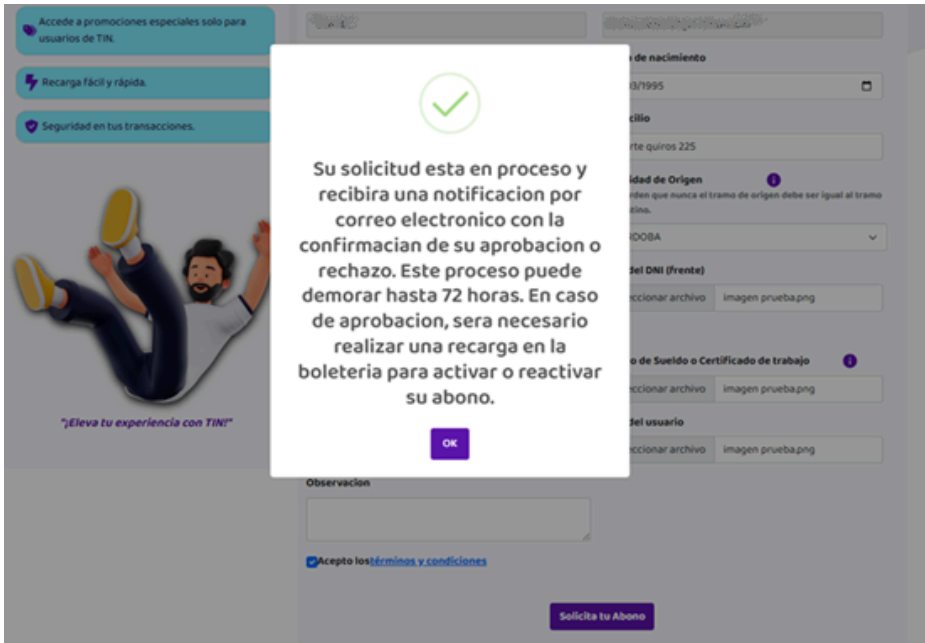 Accede a promociones especiales solo para
usuarios de TIN.
Recarga fácil y rápida.
Seguridad en tus transacciones.
"¡Eleva tu experiencia con TIN!"
de nacimiento
/1995
rte quiros 225
idad de Origen
rden que nunca el tramo de origen debe ser igual al tramo
tino.
DOBA
del DNI (frente)
ccionar archivo imagen prueba.png
o de Sueldo o Certificado de trabajo
ccionar archivo imagen prueba.png
del usuario
ccionar archivo imagen prueba.png
Su solicitud esta en proceso y
recibira una notificacion por
correo electronico con la
confirmacian de su aprobacion o
rechazo. Este proceso puede
demorar hasta 72 horas. En caso
de aprobacion, sera necesario
realizar una recarga en la
boleteria para activar o reactivar
su abono.
OK
Observacion
Acepto los términos y condiciones
Solicita tu Abono